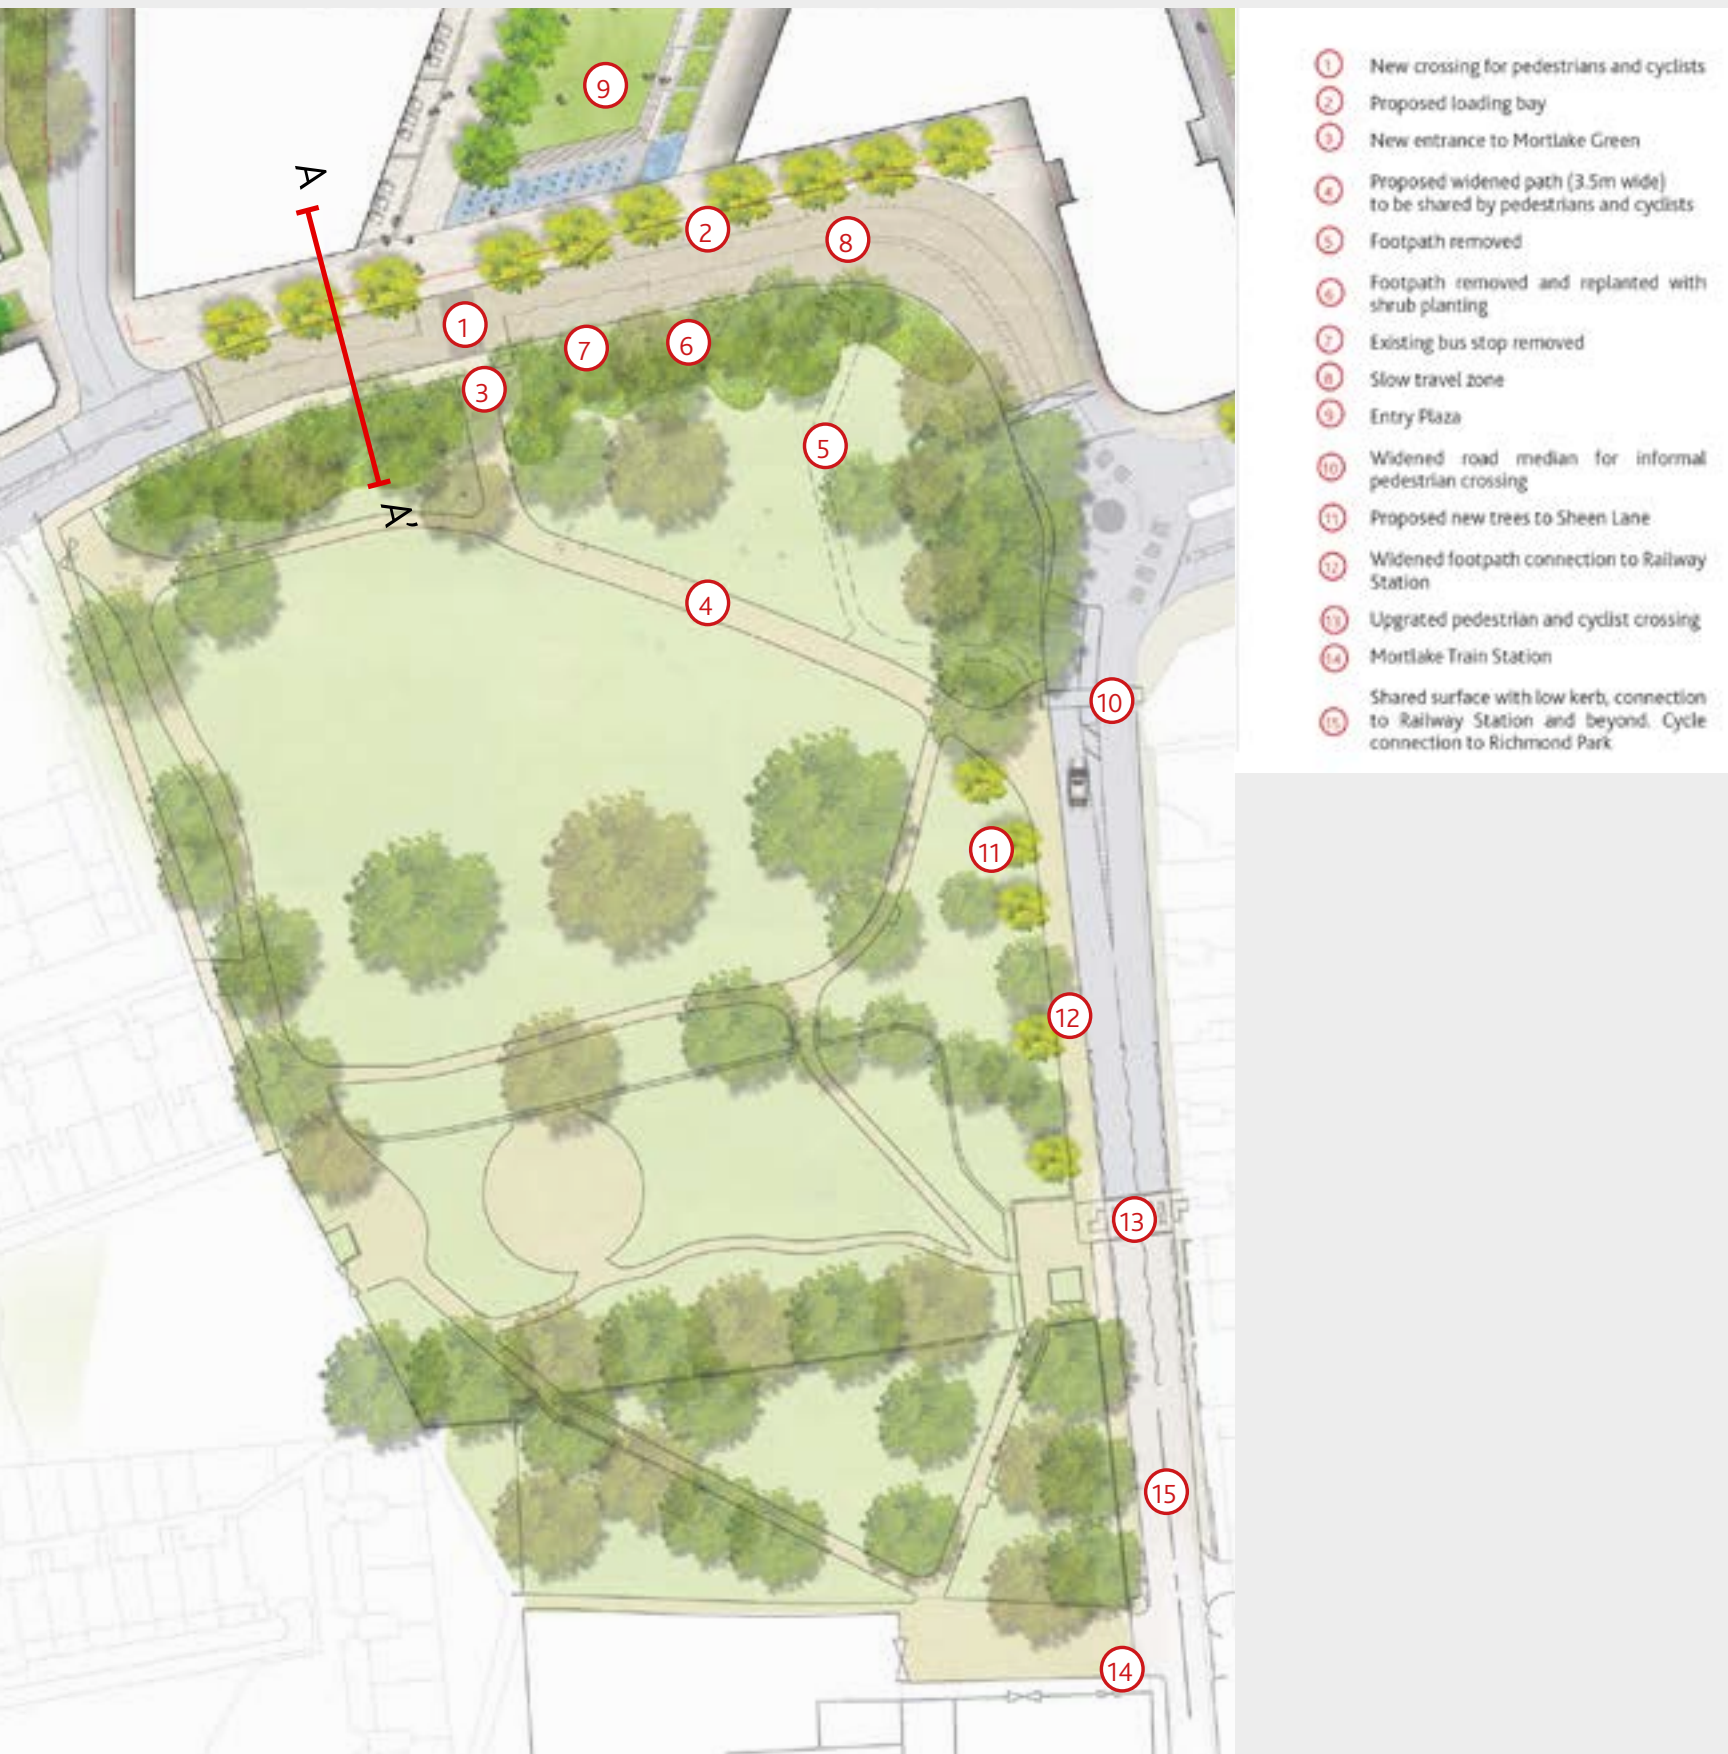 A
9
2
8
1
7
6
3
5
A'
4
10
11
12
13
15
14
1 New crossing for pedestrians and cyclists
2 Proposed loading bay
3 New entrance to Mortlake Green
4 Proposed widened path (3.5m wide)
to be shared by pedestrians and cyclists
5 Footpath removed
6 Footpath removed and replanted with
shrub planting
7 Existing bus stop removed
8 Slow travel zone
9 Entry Plaza
10 Widened road median for informal
pedestrian crossing
11 Proposed new trees to Sheen Lane
12 Widened footpath connection to Railway
Station
13 Upgrated pedestrian and cyclist crossing
14 Mortlake Train Station
15 Shared surface with low kerb, connection
to Railway Station and beyond. Cycle
connection to Richmond Park